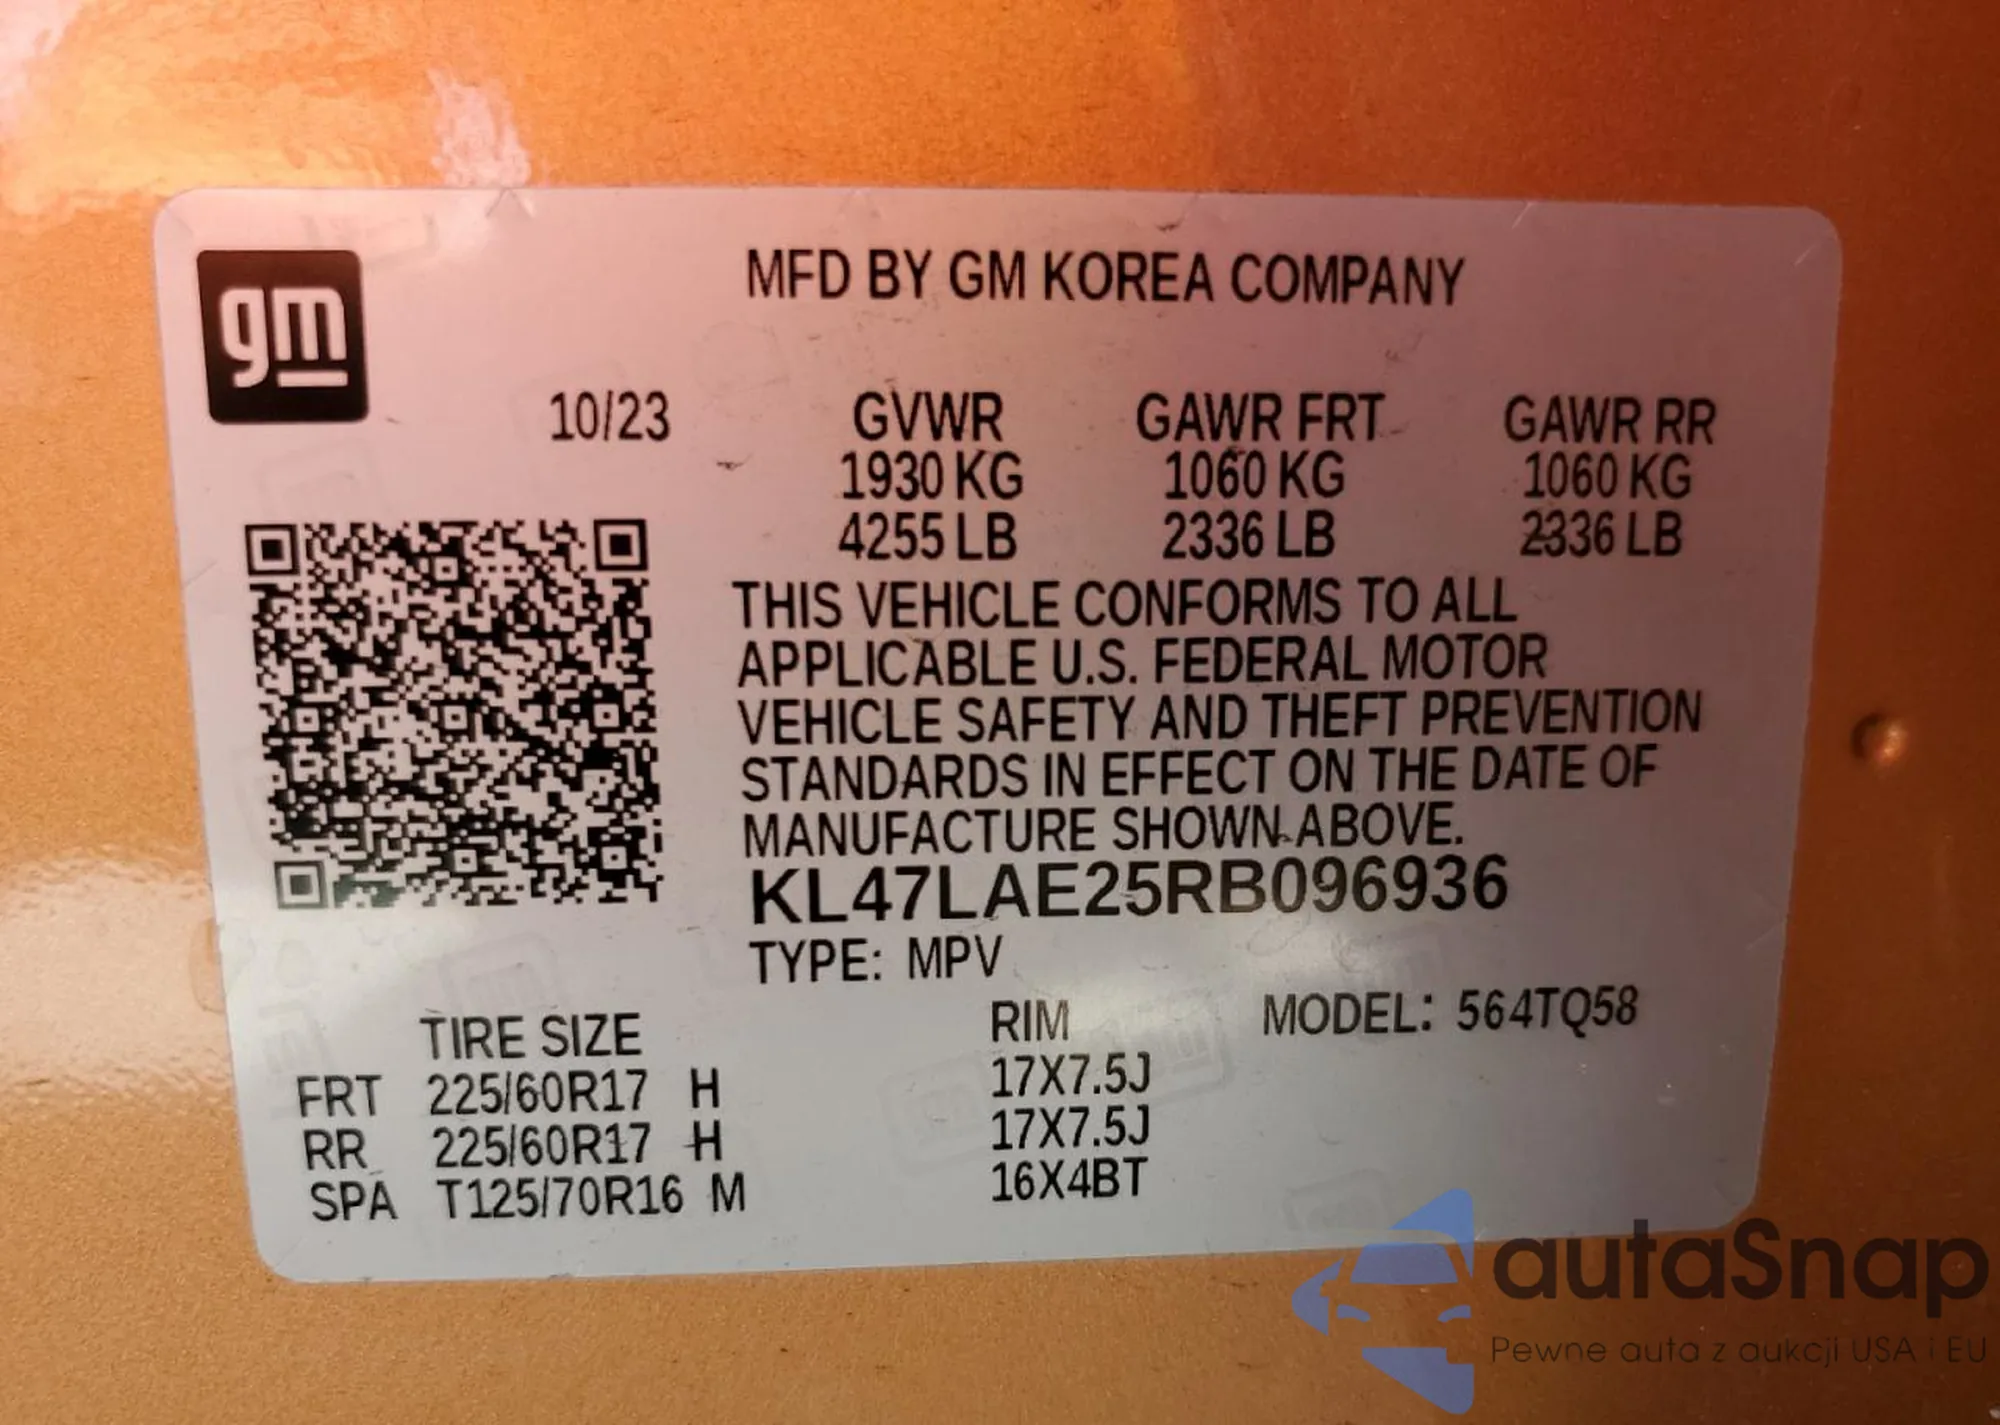 gm
MFD BY GM KOREA COMPANY
10/23 GVWR GAWR FRT GAWR RR
1930 KG 1060 KG 1060 KG
4255 LB 2336 LB 2336 LB
THIS VEHICLE CONFORMS TO ALL
APPLICABLE U.S. FEDERAL MOTOR
VEHICLE SAFETY AND THEFT PREVENTION
STANDARDS IN EFFECT ON THE DATE OF
MANUFACTURE SHOWN ABOVE.
KL47LAE25RB096936
TYPE: MPV
TIRE SIZE RIM MODEL: 564TQ58
FRT 225/60R17 H 17X7.5J
RR 225/60R17 H 17X7.5J
SPA T125/70R16 M 16X4BT
autaSnap
Pewne auta z aukcji USA i EU